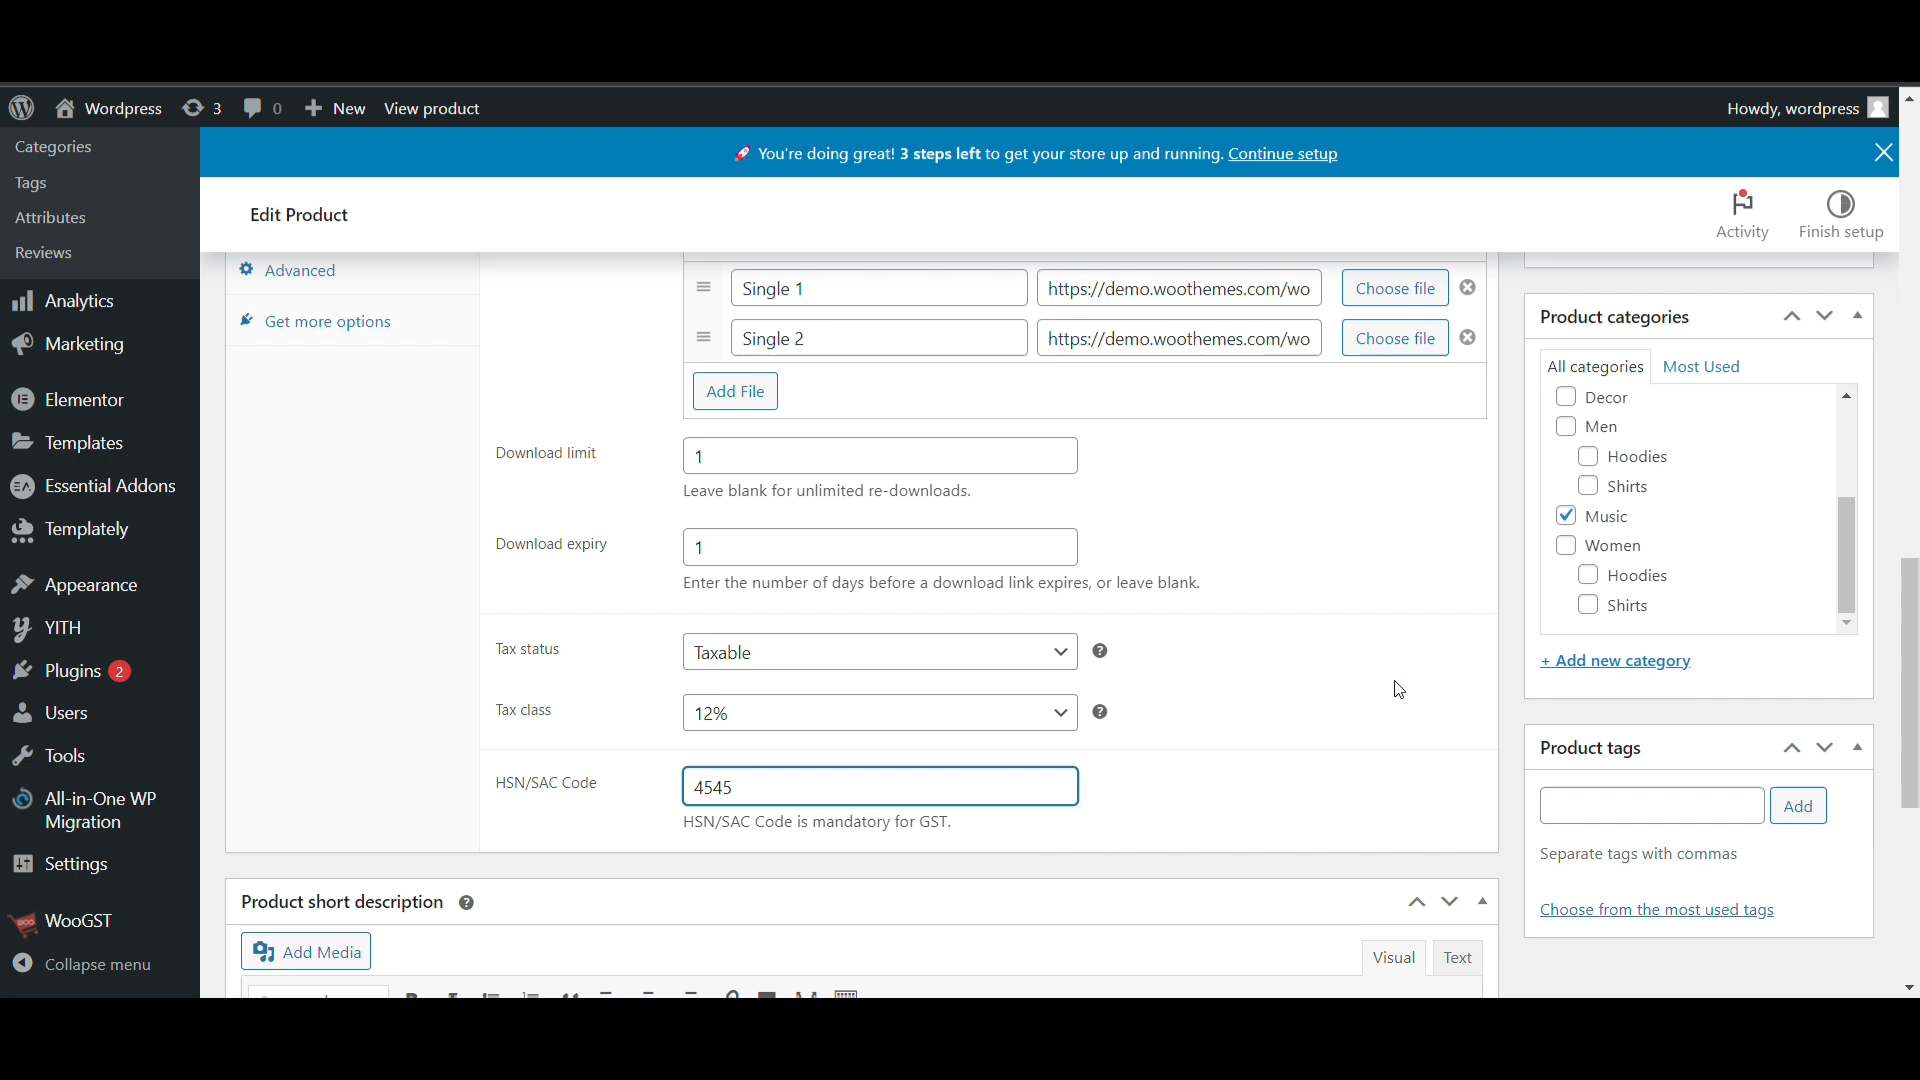 Wordpress 3 0 New View product Howdy, wordpress
Categories
Tags
Attributes
Reviews
Analytics
Marketing
Elementor
Templates
Essential Addons
Templately
Appearance
YITH
Plugins 2
Users
Tools
All-in-One WP
Migration
Settings
WooGST
Collapse menu
🚀 You're doing great! 3 steps left to get your store up and running. Continue setup
Edit Product
Activity
Finish setup
Advanced
Get more options
Single 1 https://demo.woothemes.com/wo Choose file
Single 2 https://demo.woothemes.com/wo Choose file
Add File
Download limit 1
Leave blank for unlimited re-downloads.
Download expiry 1
Enter the number of days before a download link expires, or leave blank.
Tax status Taxable
Tax class 12%
HSN/SAC Code 4545
HSN/SAC Code is mandatory for GST.
Product short description
Add Media
Visual Text
Product categories
All categories Most Used
Decor
Men
Hoodies
Shirts
Music
Women
Hoodies
Shirts
+ Add new category
Product tags
Add
Separate tags with commas
Choose from the most used tags